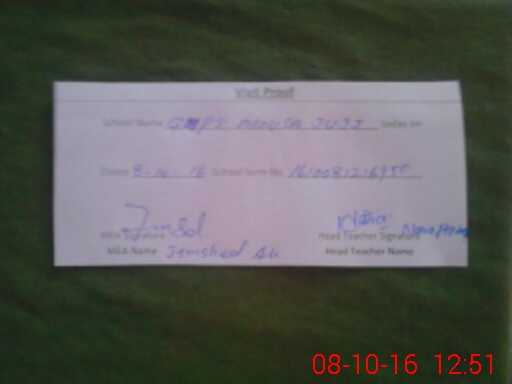 Visit Proof
School Name GMPS MOUSA JUJI today on
Dated 8-10-16 School form No. 1610081216950
MEA Signature Head Teacher Signature
MEA Name Jamshed Ali Head Teacher Name
08-10-16 12:51